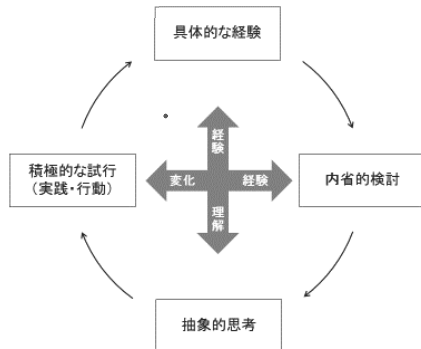 具体的な経験
経験
積極的な試行
(実践・行動)
変化
経験
内省的検討
理解
抽象的思考